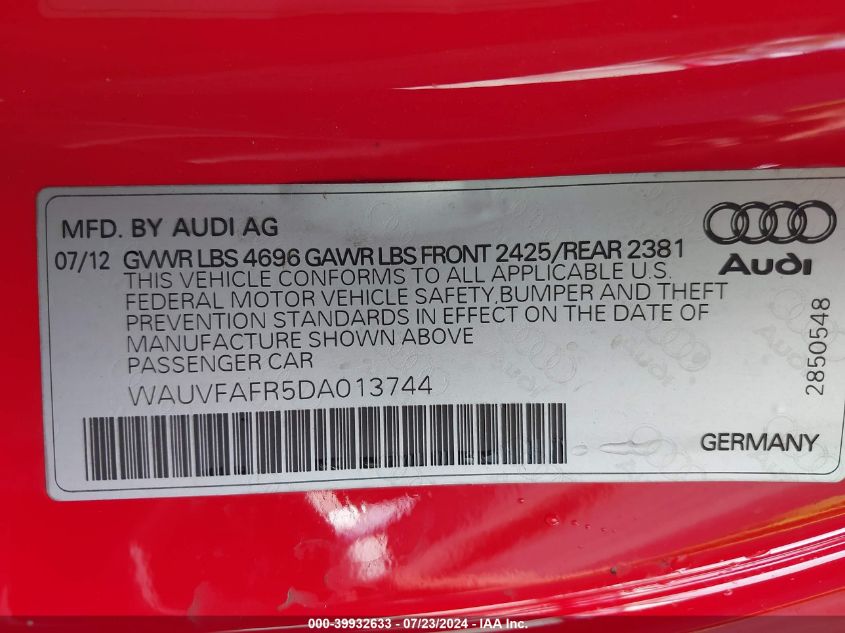 MFD. BY AUDI AG
07/12 GVWR LBS 4696 GAWR LBS FRONT 2425/REAR 2381
THIS VEHICLE CONFORMS TO ALL APPLICABLE U.S.
FEDERAL MOTOR VEHICLE SAFETY,BUMPER AND THEFT
PREVENTION STANDARDS IN EFFECT ON THE DATE OF
MANUFACTURE SHOWN ABOVE
PASSENGER CAR
WAUVFAFR5DA013744
Audi
2850548
GERMANY
000-39932633 - 07/23/2024 - IAA Inc.